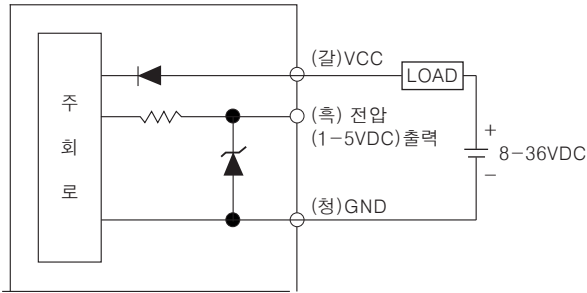 주
회
로
(갈)VCC
LOAD
(흑) 전압
(1-5VDC)출력
+
8-36VDC
-
(청)GND